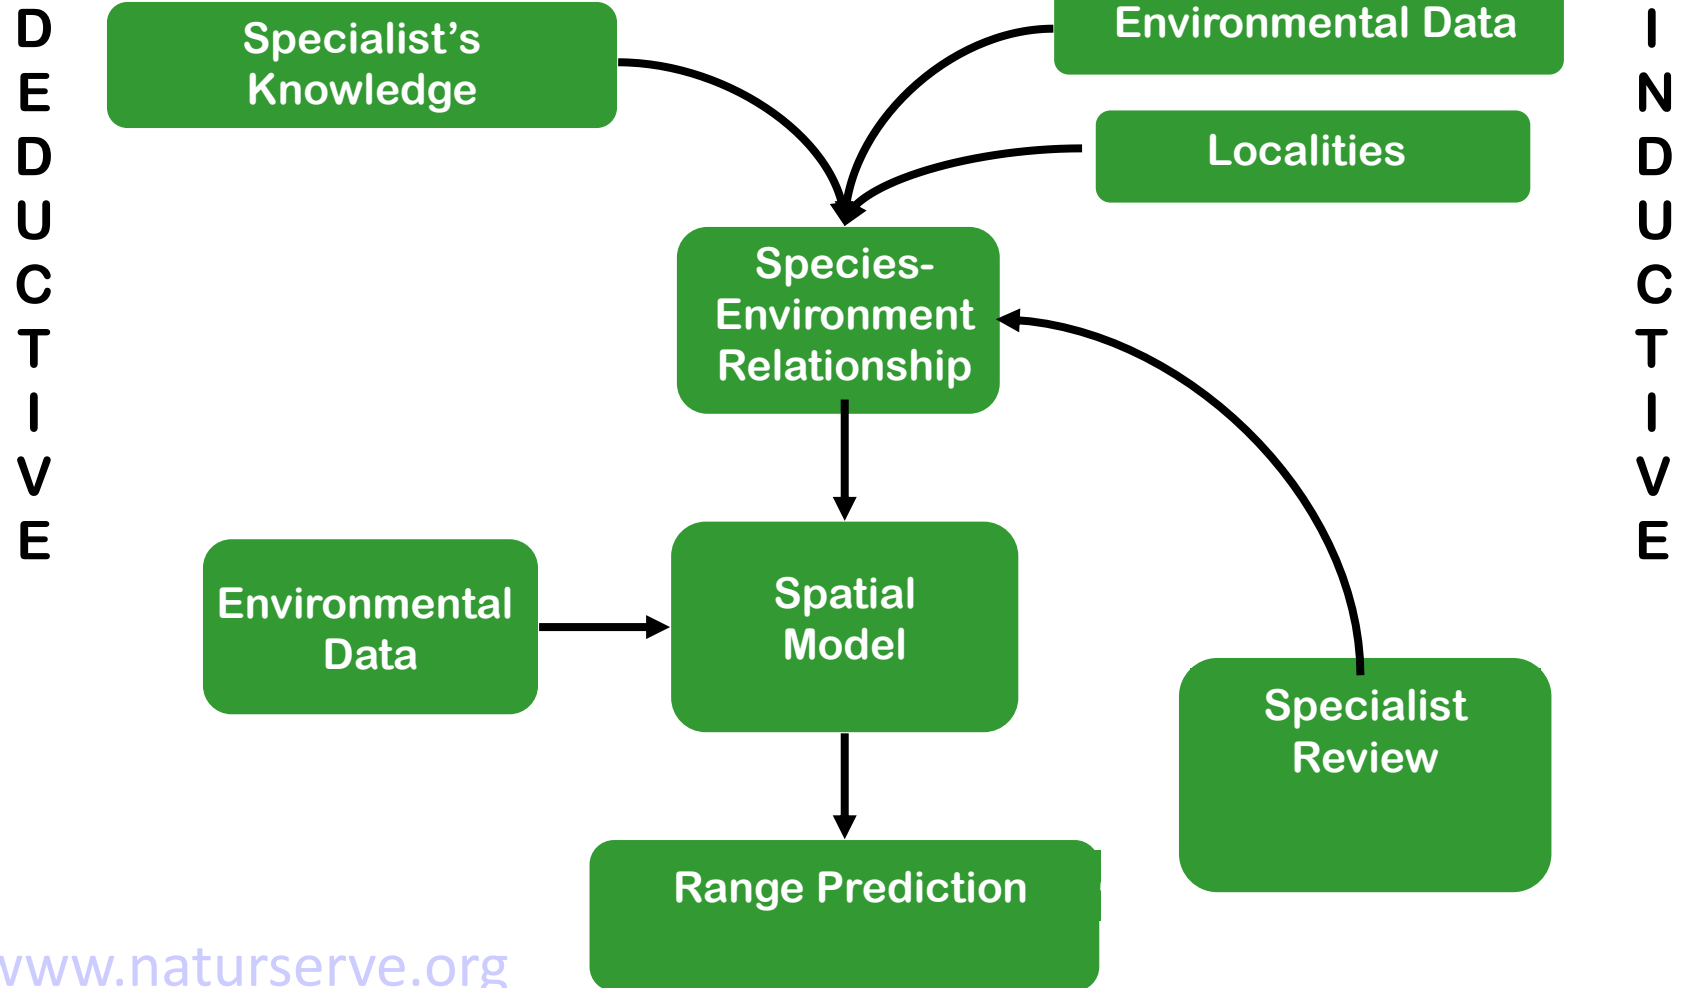 DEDUCTIVE
Specialist's
Knowledge
Environmental Data
Localities
INDUCTIVE
Species-
Environment
Relationship
Environmental
Data
Spatial
Model
Specialist
Review
Range Prediction
www.naturserve.org